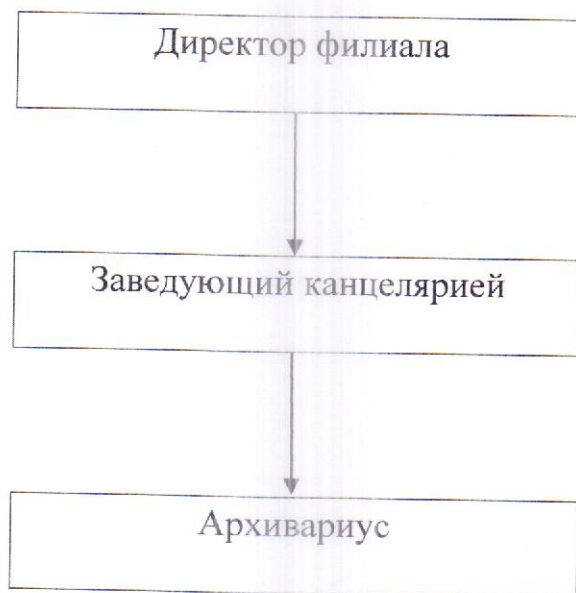 Директор филиала
Заведующий канцелярией
Архивариус